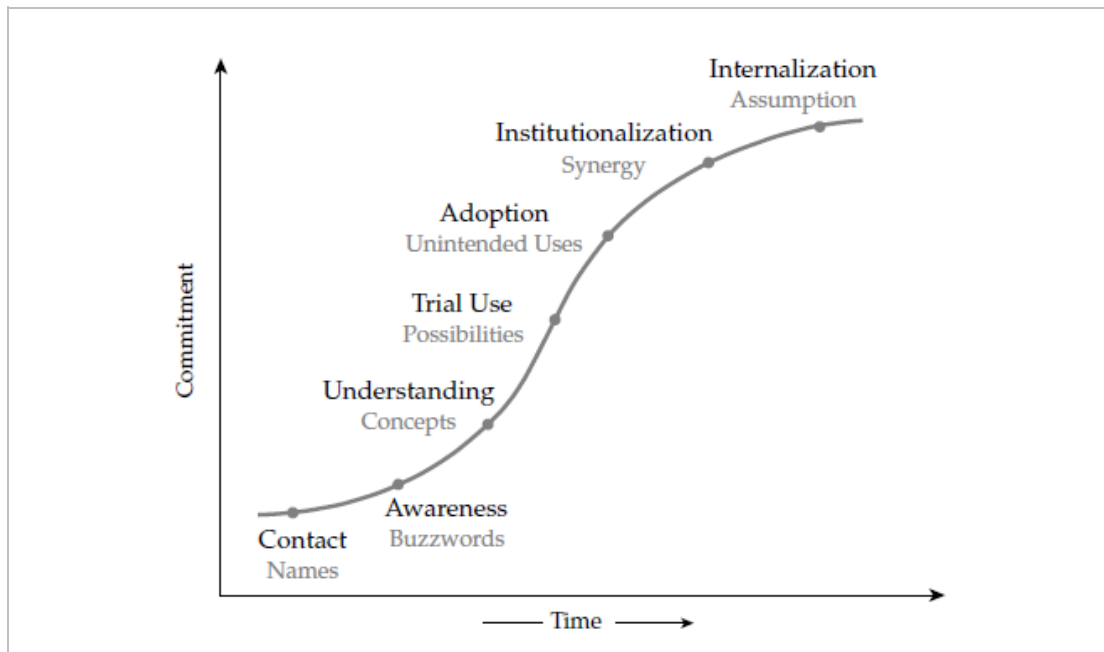 Internalization
Assumption
Institutionalization
Synergy
Adoption
Unintended Uses
Trial Use
Possibilities
Understanding
Concepts
Awareness
Buzzwords
Contact
Names
Commitment
Time